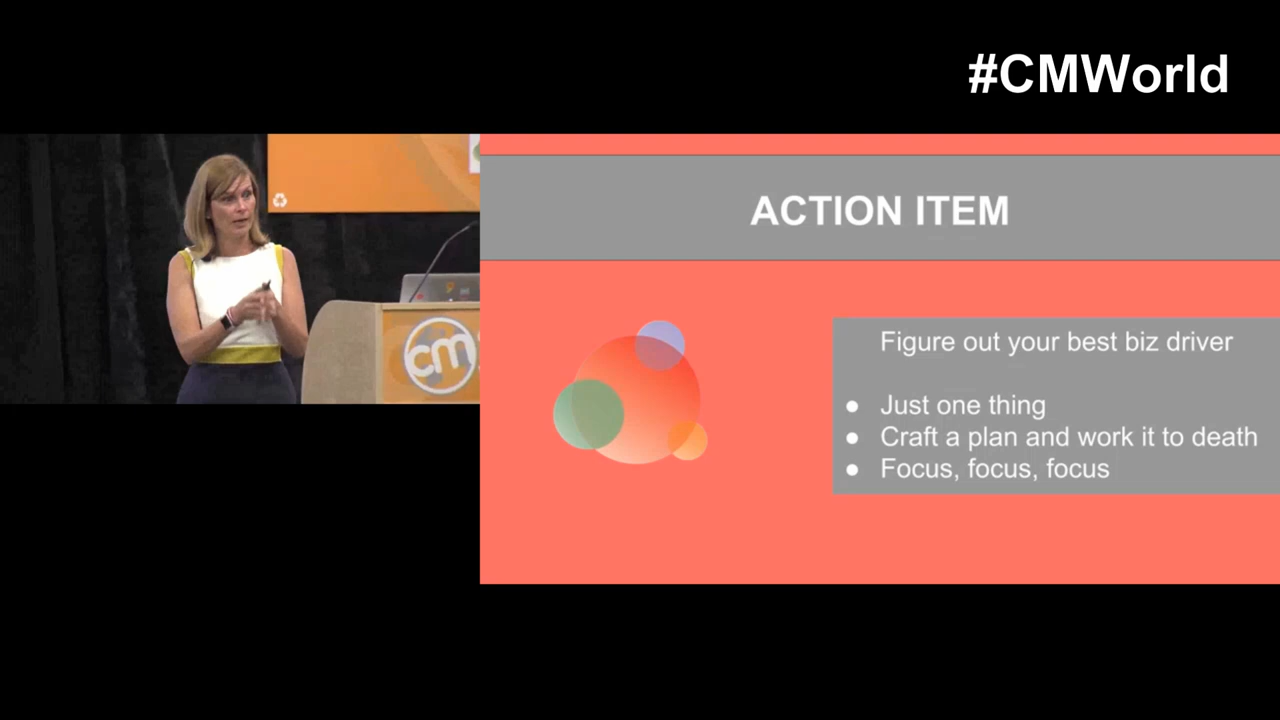 #CMWorld
ACTION ITEM
cm
Figure out your best biz driver
● Just one thing
● Craft a plan and work it to death
● Focus, focus, focus